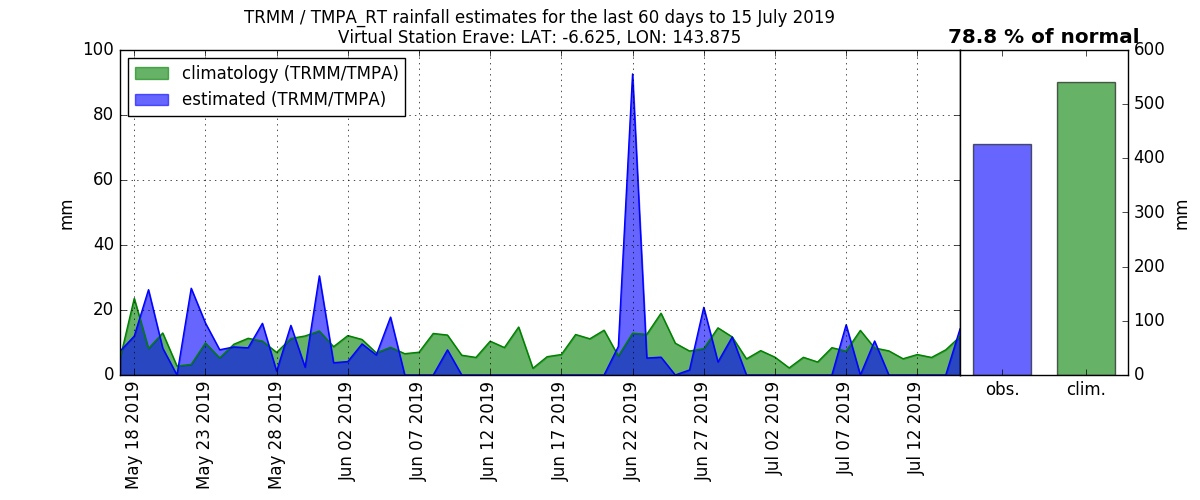 TRMM / TMPA_RT rainfall estimates for the last 60 days to 15 July 2019
Virtual Station Erave: LAT: -6.625, LON: 143.875
78.8 % of normal
climatology (TRMM/TMPA)
estimated (TRMM/TMPA)
100
80
60
40
20
0
mm
May 18 2019
May 23 2019
May 28 2019
Jun 02 2019
Jun 07 2019
Jun 12 2019
Jun 17 2019
Jun 22 2019
Jun 27 2019
Jul 02 2019
Jul 07 2019
Jul 12 2019
600
500
400
300
200
100
0
mm
obs.
clim.